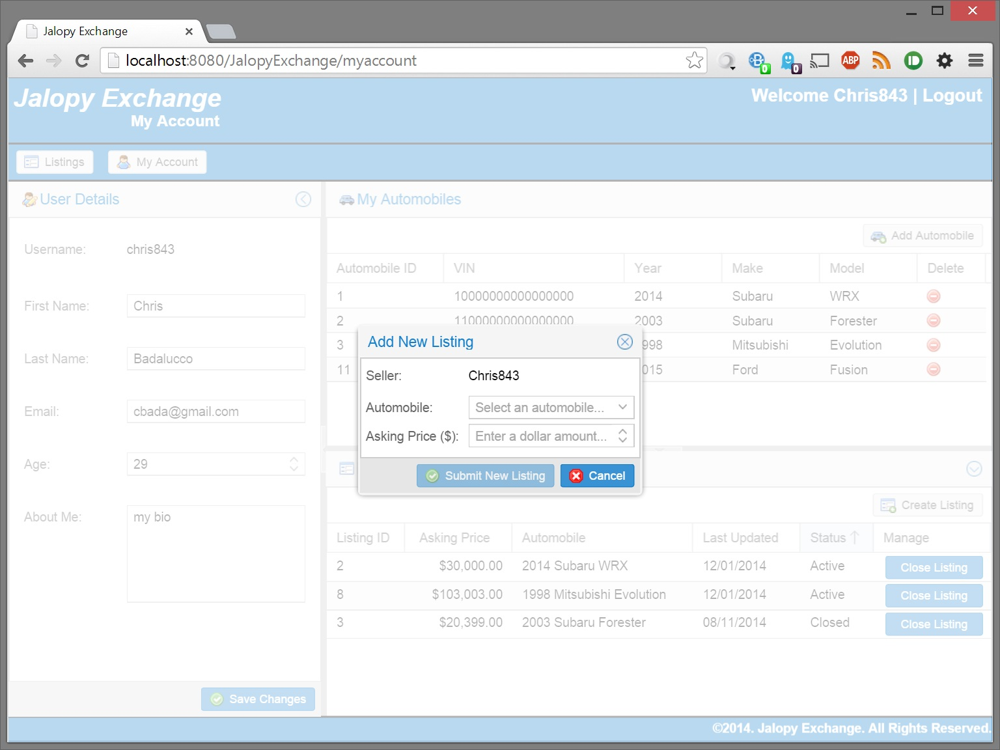 Jalopy Exchange
localhost:8080/JalopyExchange/myaccount
0
0
ABP
Jalopy Exchange
My Account
Welcome Chris843 | Logout
Listings
My Account
User Details
Username: chris843
First Name: Chris
Last Name: Badalucco
Email: cbada@gmail.com
Age: 29
About Me: my bio
Save Changes
My Automobiles
Add Automobile
Automobile ID VIN Year Make Model Delete
1 10000000000000000 2014 Subaru WRX
2 11000000000000000 2003 Subaru Forester
3 998 Mitsubishi Evolution
11 015 Ford Fusion
Add New Listing
Seller: Chris843
Automobile: Select an automobile...
Asking Price ($): Enter a dollar amount...
Submit New Listing
Cancel
Create Listing
Listing ID Asking Price Automobile Last Updated Status Manage
2 $30,000.00 2014 Subaru WRX 12/01/2014 Active Close Listing
8 $103,003.00 1998 Mitsubishi Evolution 12/01/2014 Active Close Listing
3 $20,399.00 2003 Subaru Forester 08/11/2014 Closed Close Listing
©2014. Jalopy Exchange. All Rights Reserved.